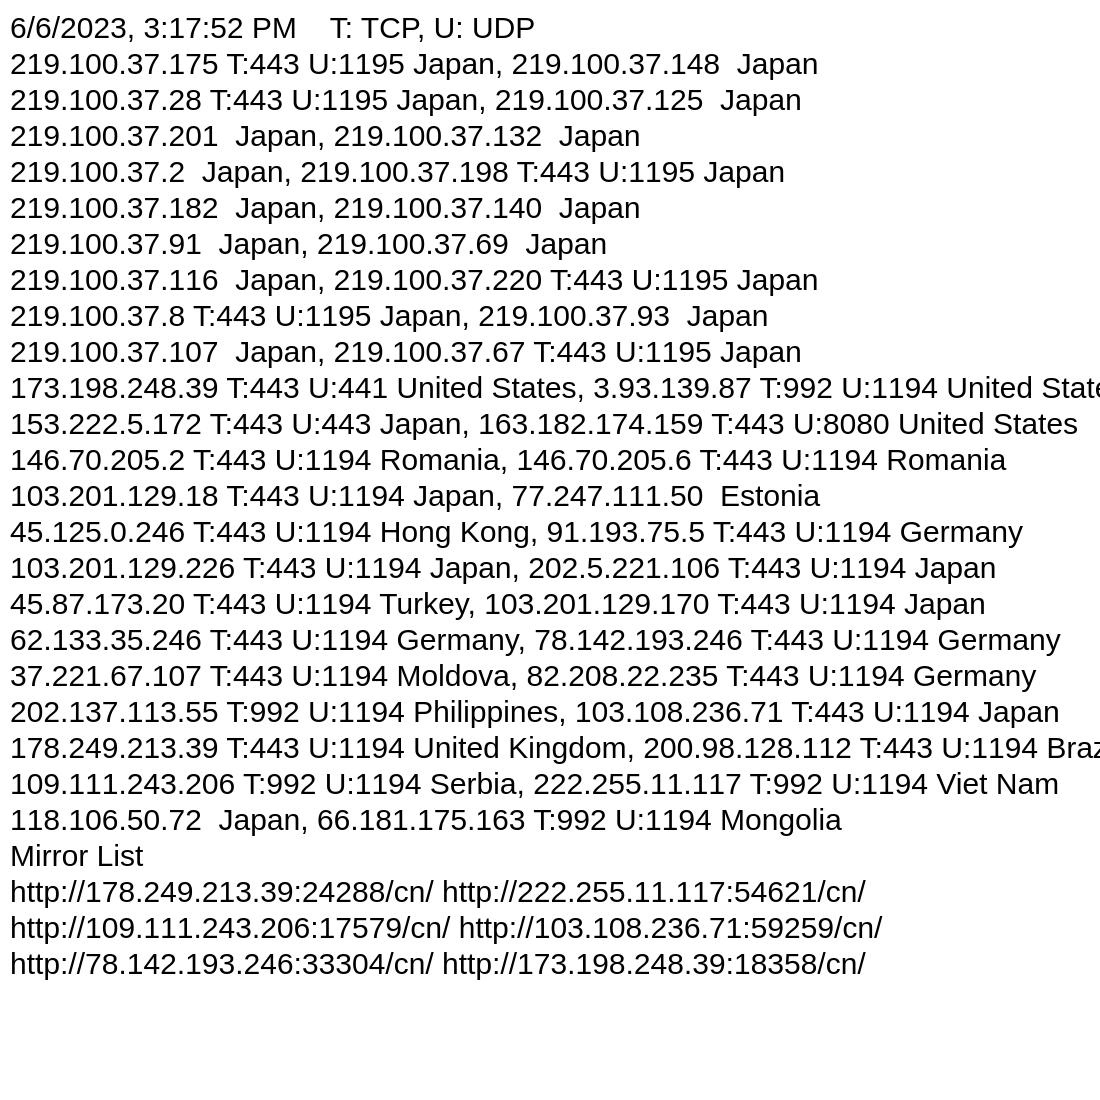 6/6/2023, 3:17:52 PM    T: TCP, U: UDP
219.100.37.175 T:443 U:1195 Japan, 219.100.37.148  Japan
219.100.37.28 T:443 U:1195 Japan, 219.100.37.125  Japan
219.100.37.201  Japan, 219.100.37.132  Japan
219.100.37.2  Japan, 219.100.37.198 T:443 U:1195 Japan
219.100.37.182  Japan, 219.100.37.140  Japan
219.100.37.91  Japan, 219.100.37.69  Japan
219.100.37.116  Japan, 219.100.37.220 T:443 U:1195 Japan
219.100.37.8 T:443 U:1195 Japan, 219.100.37.93  Japan
219.100.37.107  Japan, 219.100.37.67 T:443 U:1195 Japan
173.198.248.39 T:443 U:441 United States, 3.93.139.87 T:992 U:1194 United State
153.222.5.172 T:443 U:443 Japan, 163.182.174.159 T:443 U:8080 United States
146.70.205.2 T:443 U:1194 Romania, 146.70.205.6 T:443 U:1194 Romania
103.201.129.18 T:443 U:1194 Japan, 77.247.111.50  Estonia
45.125.0.246 T:443 U:1194 Hong Kong, 91.193.75.5 T:443 U:1194 Germany
103.201.129.226 T:443 U:1194 Japan, 202.5.221.106 T:443 U:1194 Japan
45.87.173.20 T:443 U:1194 Turkey, 103.201.129.170 T:443 U:1194 Japan
62.133.35.246 T:443 U:1194 Germany, 78.142.193.246 T:443 U:1194 Germany
37.221.67.107 T:443 U:1194 Moldova, 82.208.22.235 T:443 U:1194 Germany
202.137.113.55 T:992 U:1194 Philippines, 103.108.236.71 T:443 U:1194 Japan
178.249.213.39 T:443 U:1194 United Kingdom, 200.98.128.112 T:443 U:1194 Braz
109.111.243.206 T:992 U:1194 Serbia, 222.255.11.117 T:992 U:1194 Viet Nam
118.106.50.72  Japan, 66.181.175.163 T:992 U:1194 Mongolia
Mirror List
http://178.249.213.39:24288/cn/ http://222.255.11.117:54621/cn/
http://109.111.243.206:17579/cn/ http://103.108.236.71:59259/cn/
http://78.142.193.246:33304/cn/ http://173.198.248.39:18358/cn/